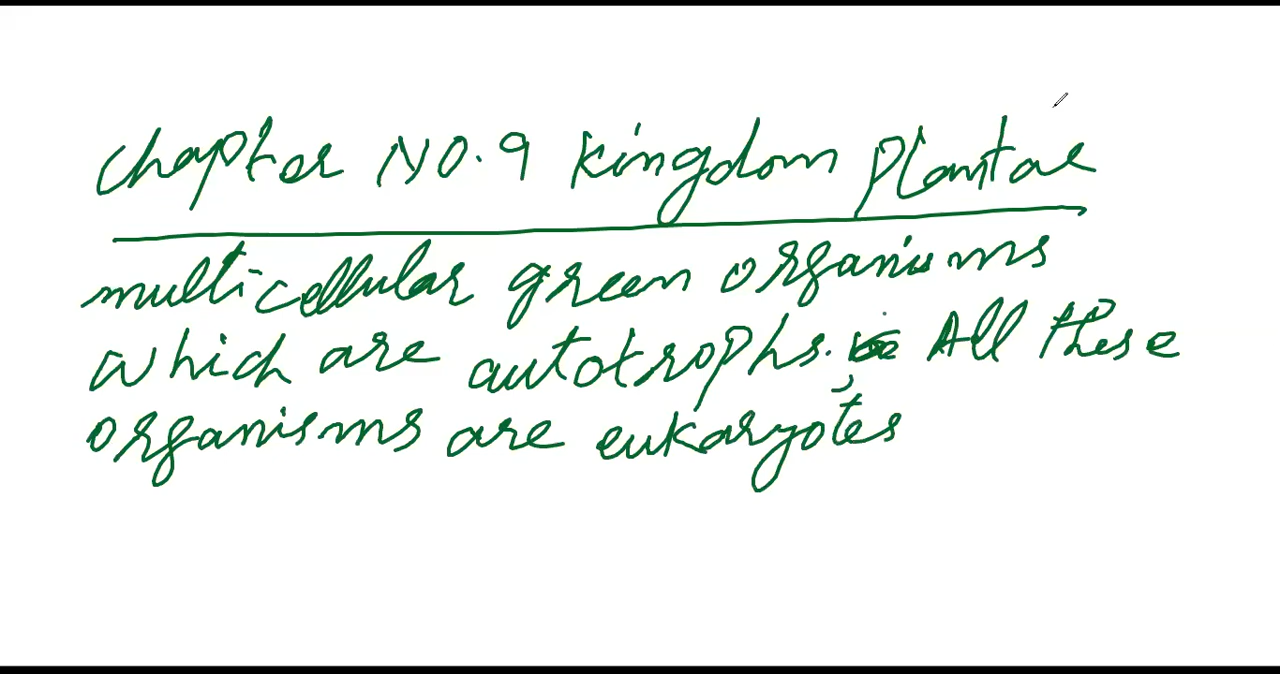 Chapter No. 9 Kingdom Plantae
multicellular green organisms
which are autotrophs. All these
organisms are eukaryotes